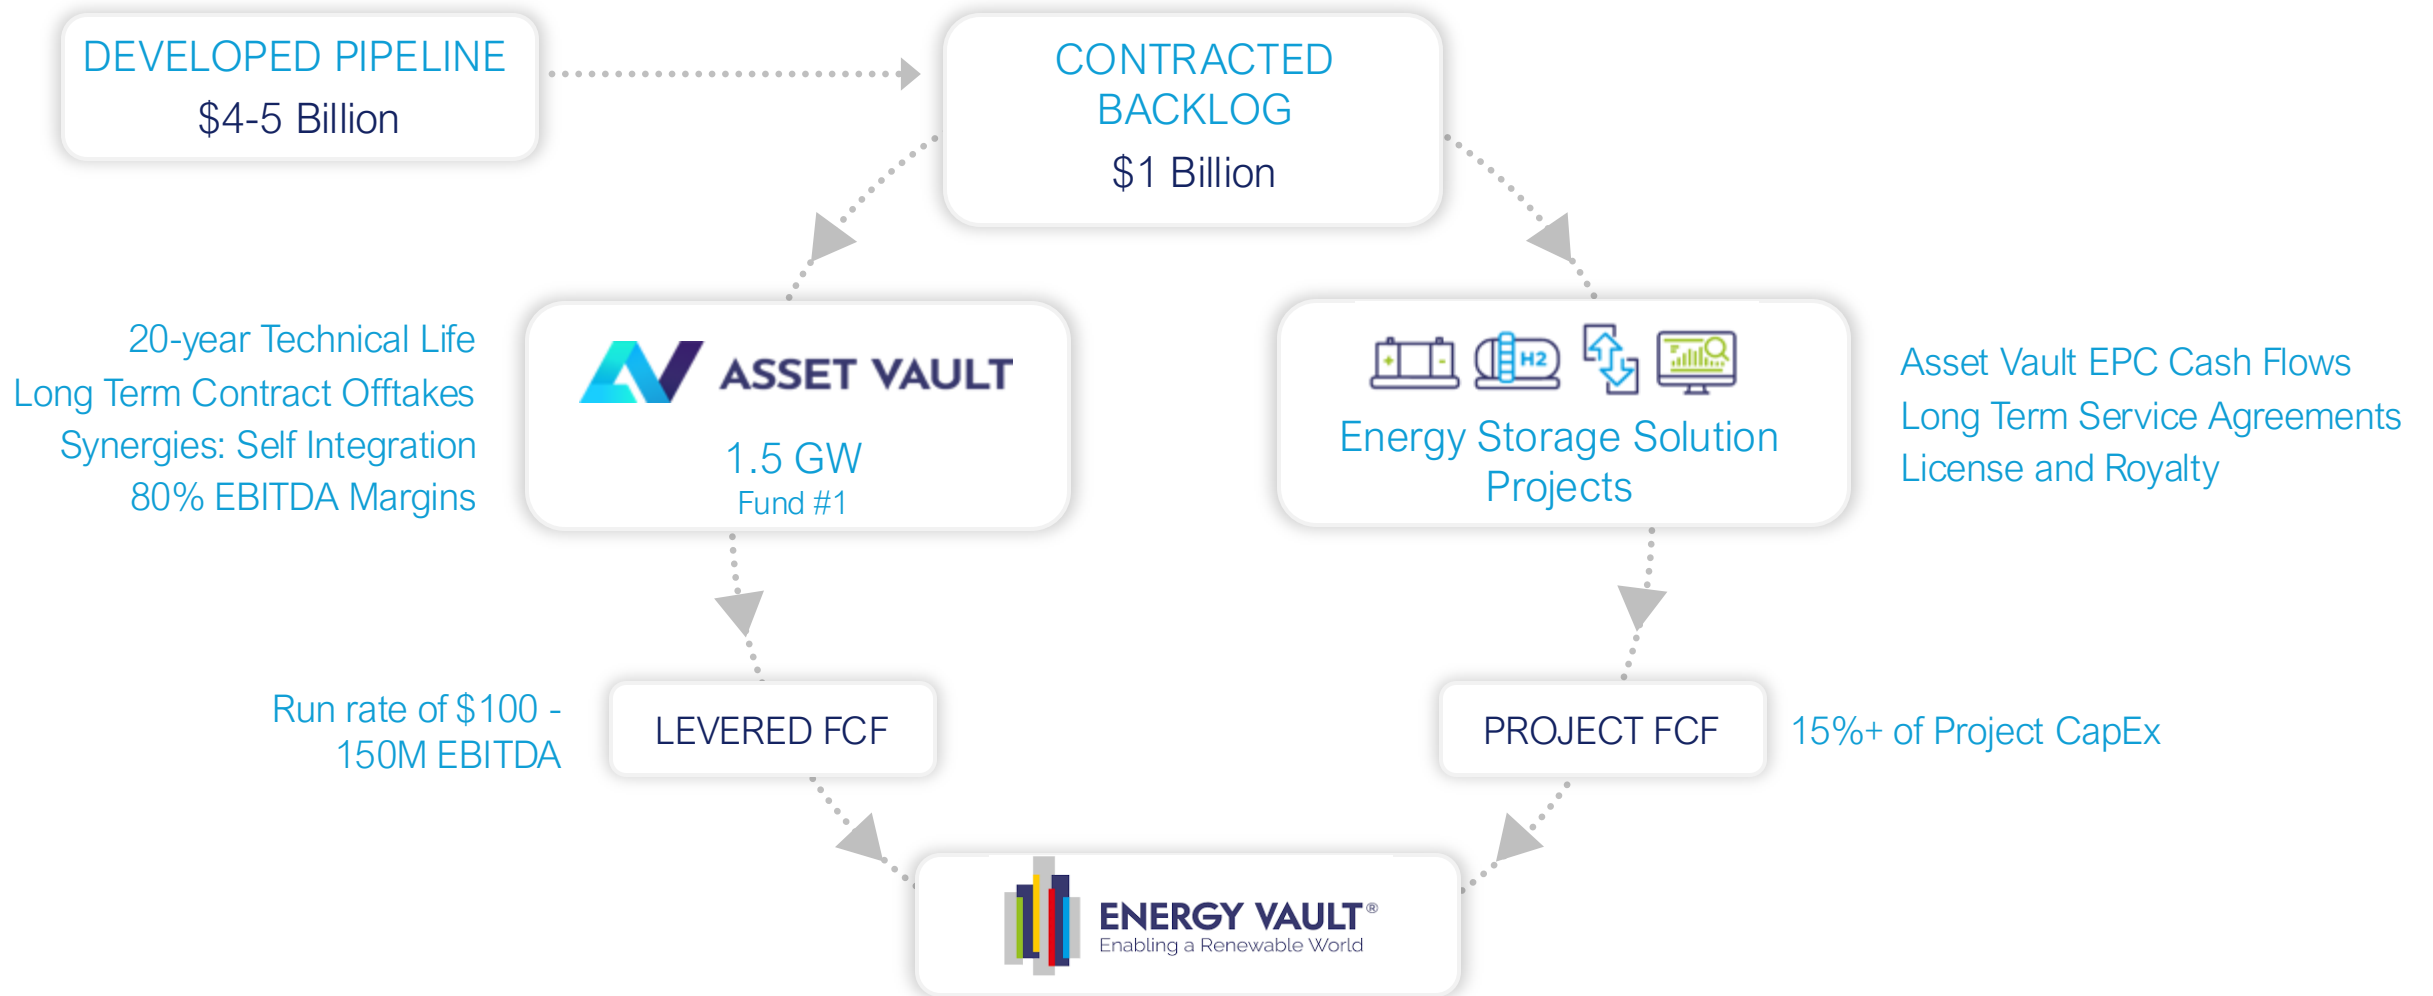 DEVELOPED PIPELINE
$4-5 Billion
CONTRACTED
BACKLOG
$1 Billion
20-year Technical Life
Long Term Contract Offtakes
Synergies: Self Integration
80% EBITDA Margins
ASSET VAULT
1.5 GW
Fund #1
H2
Energy Storage Solution
Projects
Asset Vault EPC Cash Flows
Long Term Service Agreements
License and Royalty
Run rate of $100 -
150M EBITDA
LEVERED FCF
PROJECT FCF
15%+ of Project CapEx
ENERGY VAULT®
Enabling a Renewable World